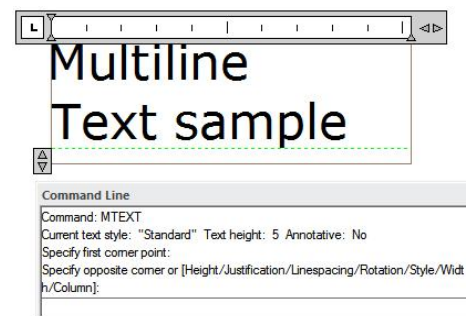 L
Multiline
Text sample
Command Line
Command: MTEXT
Current text style: "Standard" Text height: 5 Annotative: No
Specify first corner point:
Specify opposite corner or [Height/Justification/Linespacing/Rotation/Style/Widt
h/Column]: